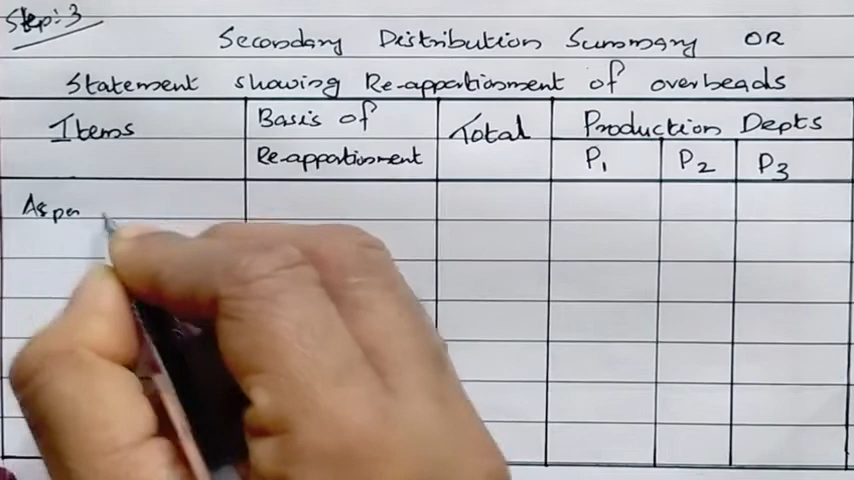 Step:3
Secondary Distribution Summary OR
Statement showing Re-apportionment of overheads
Items
Basis of
Re-apportionment
Total
Production Depts
P1
P2
P3
As per